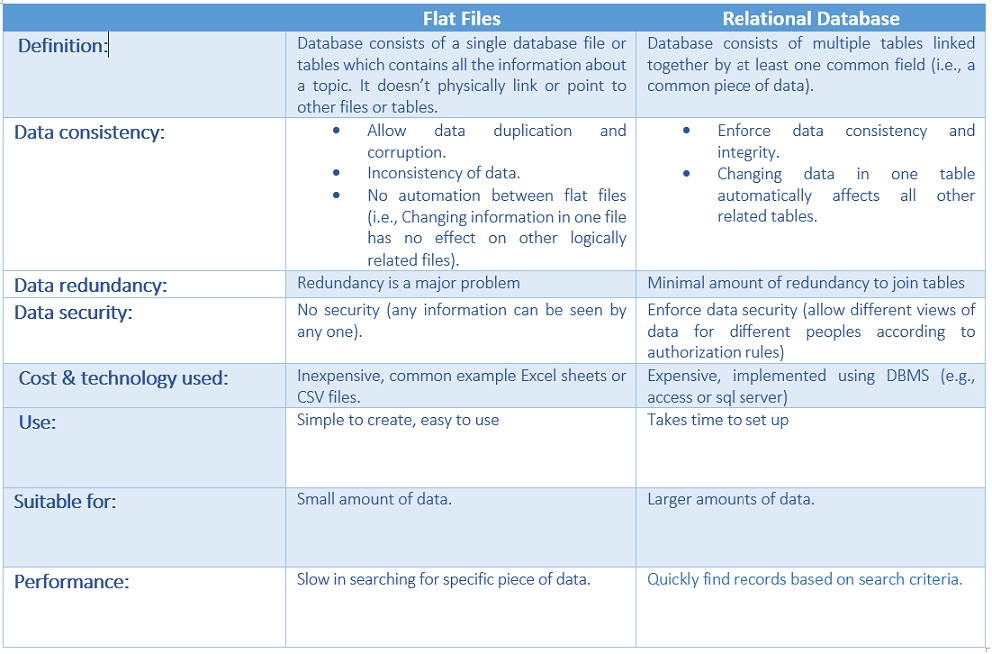 Flat Files
Relational Database
Definition:
Database consists of a single database file or
tables which contains all the information about
a topic. It doesn’t physically link or point to
other files or tables.
Database consists of multiple tables linked
together by at least one common field (i.e., a
common piece of data).
Data consistency:
• Allow data duplication and
corruption.
• Inconsistency of data.
• No automation between flat files
(i.e., Changing information in one file
has no effect on other logically
related files).
• Enforce data consistency and
integrity.
• Changing data in one table
automatically affects all other
related tables.
Data redundancy:
Redundancy is a major problem
Minimal amount of redundancy to join tables
Data security:
No security (any information can be seen by
any one).
Enforce data security (allow different views of
data for different peoples according to
authorization rules)
Cost & technology used:
Inexpensive, common example Excel sheets or
CSV files.
Expensive, implemented using DBMS (e.g.,
access or sql server)
Use:
Simple to create, easy to use
Takes time to set up
Suitable for:
Small amount of data.
Larger amounts of data.
Performance:
Slow in searching for specific piece of data.
Quickly find records based on search criteria.